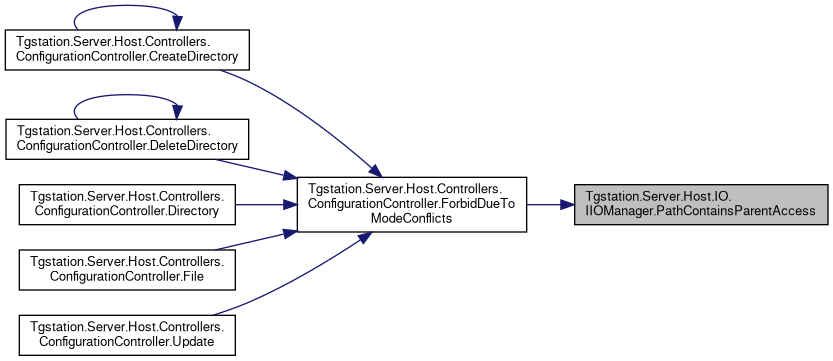 Tgstation.Server.Host.Controllers.
ConfigurationController.CreateDirectory
Tgstation.Server.Host.Controllers.
ConfigurationController.DeleteDirectory
Tgstation.Server.Host.Controllers.
ConfigurationController.Directory
Tgstation.Server.Host.Controllers.
ConfigurationController.File
Tgstation.Server.Host.Controllers.
ConfigurationController.Update
Tgstation.Server.Host.Controllers.
ConfigurationController.ForbidDueTo
ModeConflicts
Tgstation.Server.Host.IO.
IIOManager.PathContainsParentAccess